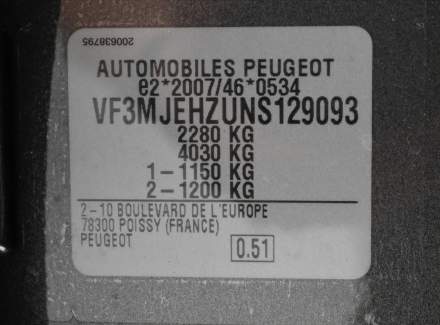 200638795
AUTOMOBILES PEUGEOT
e2*2007/46*0534
VF3MJEHZUNS129093
2280 KG
4030 KG
1-1150 KG
2-1200 KG
2-10 BOULEVARD DE L'EUROPE
78300 POISSY (FRANCE)
PEUGEOT
0.51